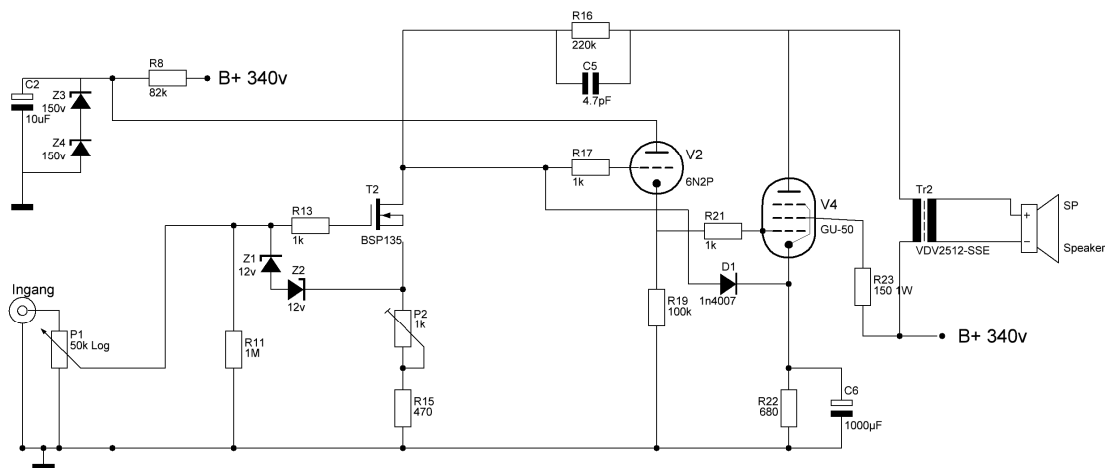 R16
220k
C5
4.7pF
C2
10uF
Z3
150v
Z4
150v
R8
82k
B+ 340v
R17
1k
V2
6N2P
T2
BSP135
R13
1k
Z1
12v
Z2
12v
R21
1k
V4
GU-50
Tr2
VDV2512-SSE
+
−
SP
Speaker
D1
1n4007
R23
150 1W
Ingang
P1
50k Log
R11
1M
P2
1k
R19
100k
B+ 340v
R15
470
R22
680
C6
1000µF